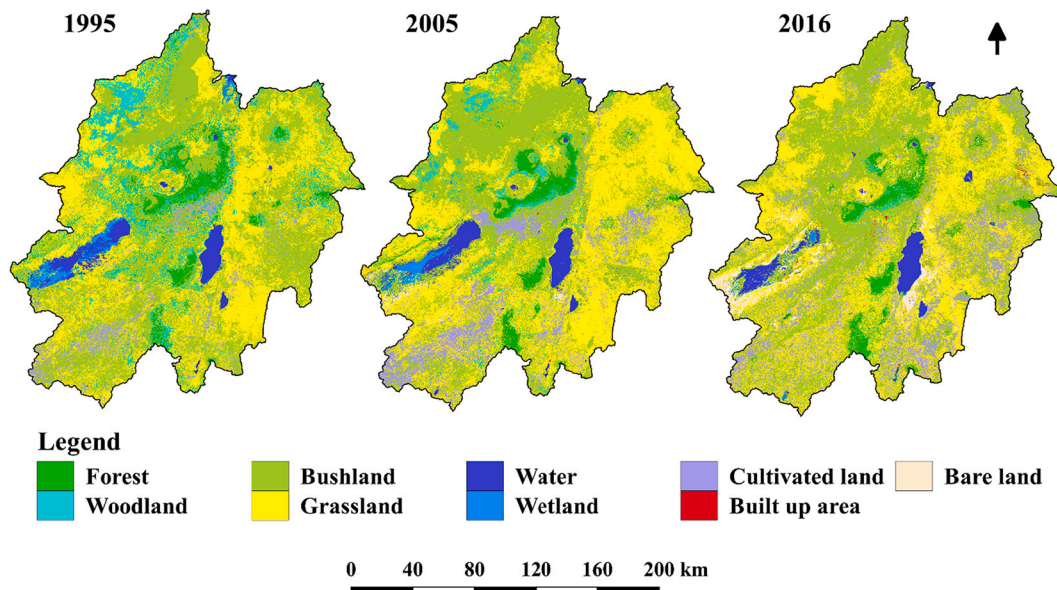 1995 2005 2016
Legend
Forest Bushland Water Cultivated land Bare land
Woodland Grassland Wetland Built up area
0 40 80 120 160 200 km